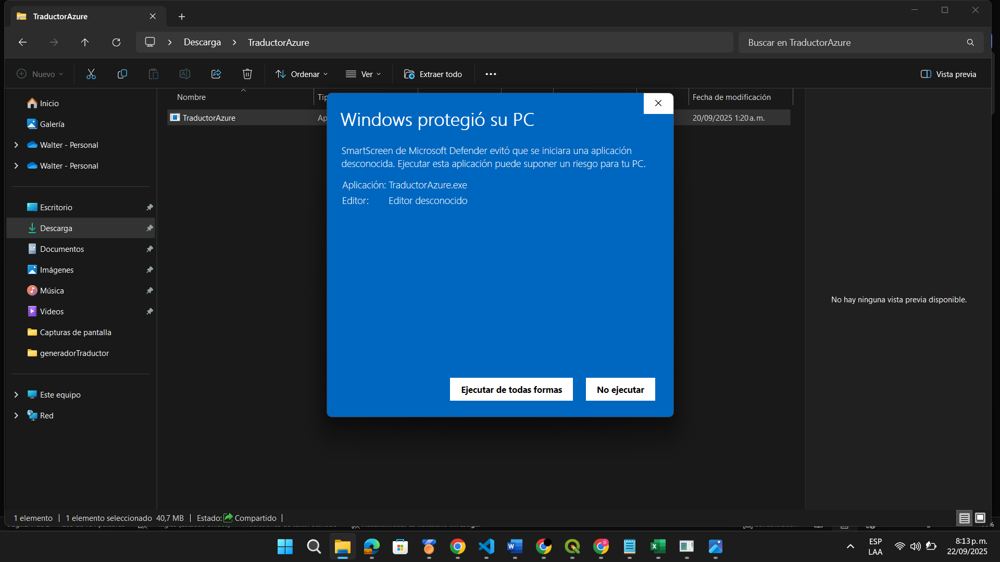 TraductorAzure
Descarga
TraductorAzure
Buscar en TraductorAzure
Nuevo
Ordenar
Ver
Extraer todo
Vista previa
Inicio
Galería
Walter - Personal
Walter - Personal
Escritorio
Descarga
Documentos
Imágenes
Música
Videos
Capturas de pantalla
generadorTraductor
Este equipo
Red
Nombre
Tip
Fecha de modificación
TraductorAzure
Ap
20/09/2025 1:20 a. m.
Windows protegió su PC
SmartScreen de Microsoft Defender evitó que se iniciara una aplicación
desconocida. Ejecutar esta aplicación puede suponer un riesgo para tu PC.
Aplicación: TraductorAzure.exe
Editor: Editor desconocido
Ejecutar de todas formas
No ejecutar
No hay ninguna vista previa disponible.
1 elemento
1 elemento seleccionado 40,7 MB
Estado: Compartido
ESP
LAA
8:13 p. m.
22/09/2025